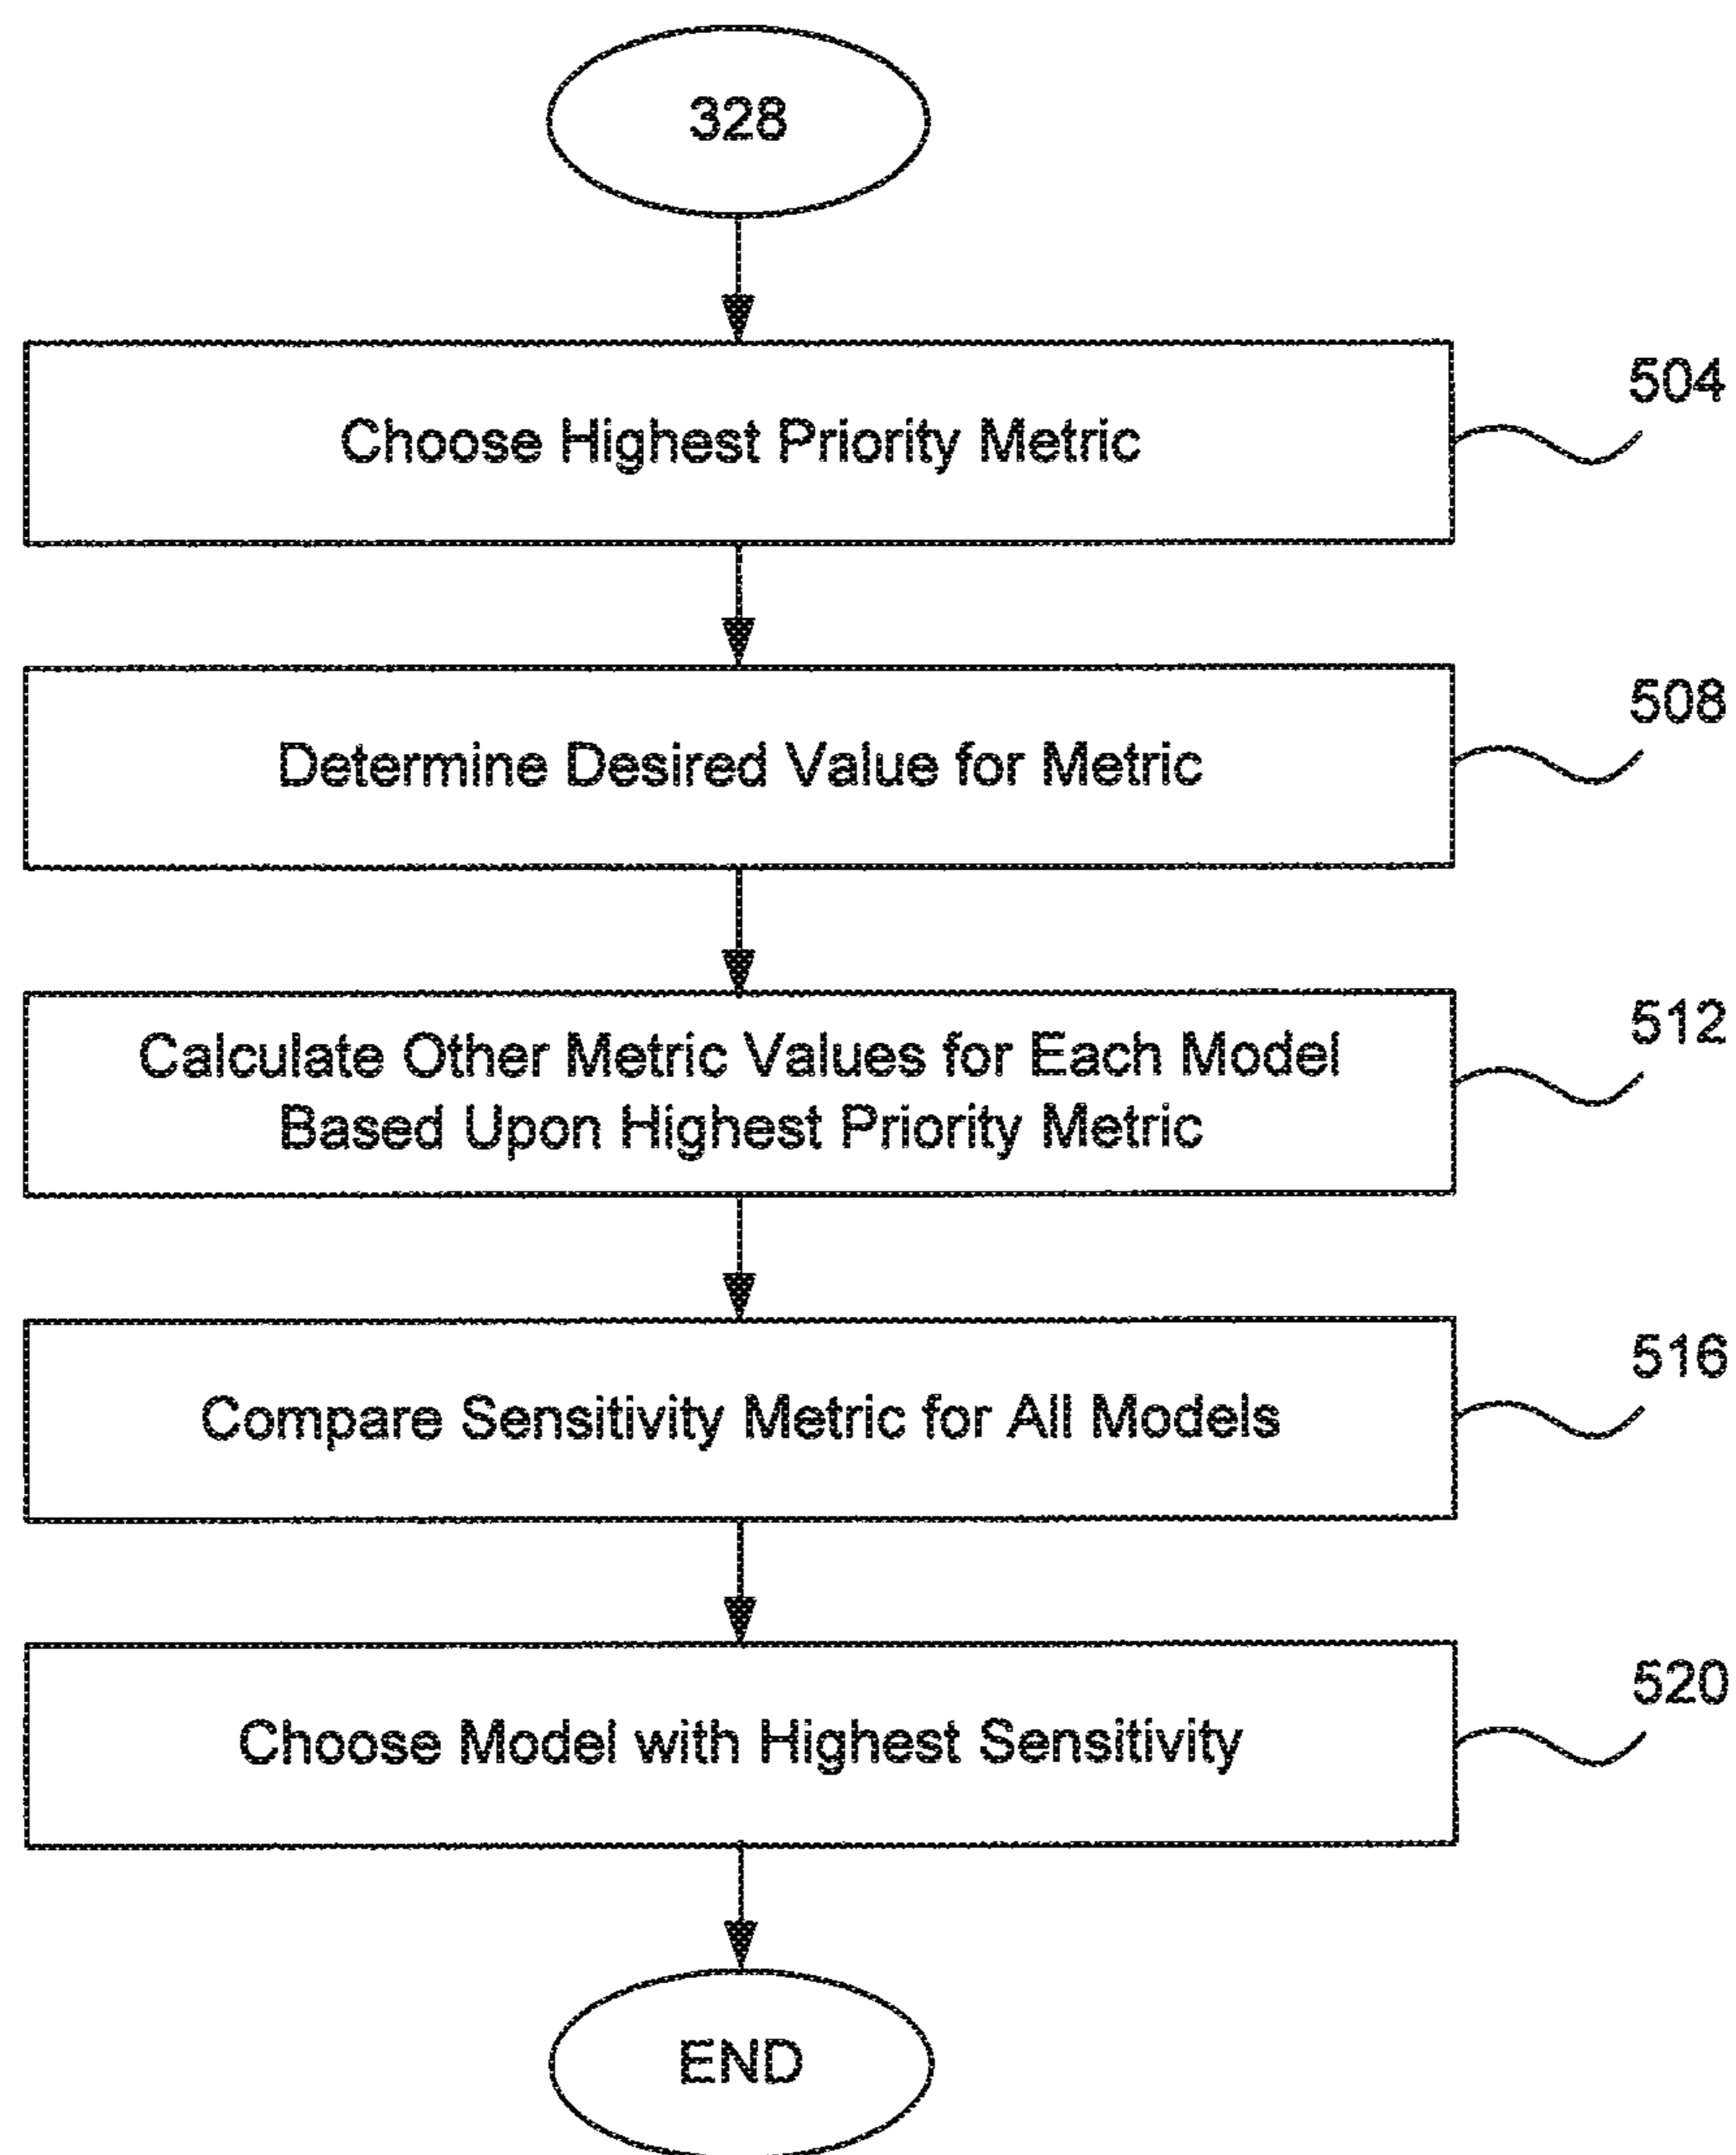 328
Choose Highest Priority Metric
504
Determine Desired Value for Metric
508
Calculate Other Metric Values for Each Model
Based Upon Highest Priority Metric
512
Compare Sensitivity Metric for All Models
516
Choose Model with Highest Sensitivity
520
END